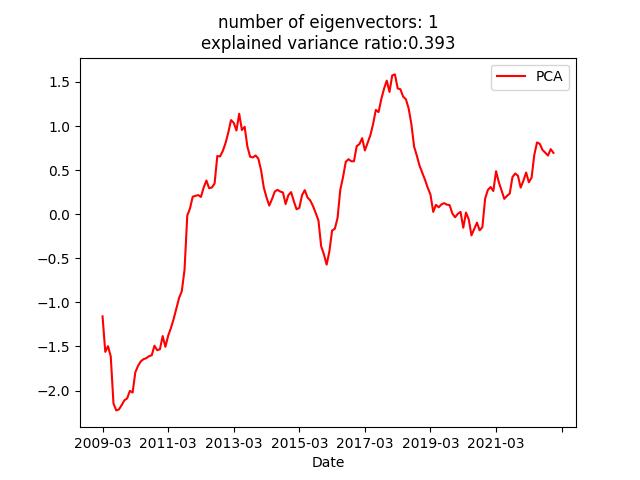 number of eigenvectors: 1
explained variance ratio:0.393
PCA
1.5
1.0
0.5
0.0
−0.5
−1.0
−1.5
−2.0
2009-03 2011-03 2013-03 2015-03 2017-03 2019-03 2021-03
Date